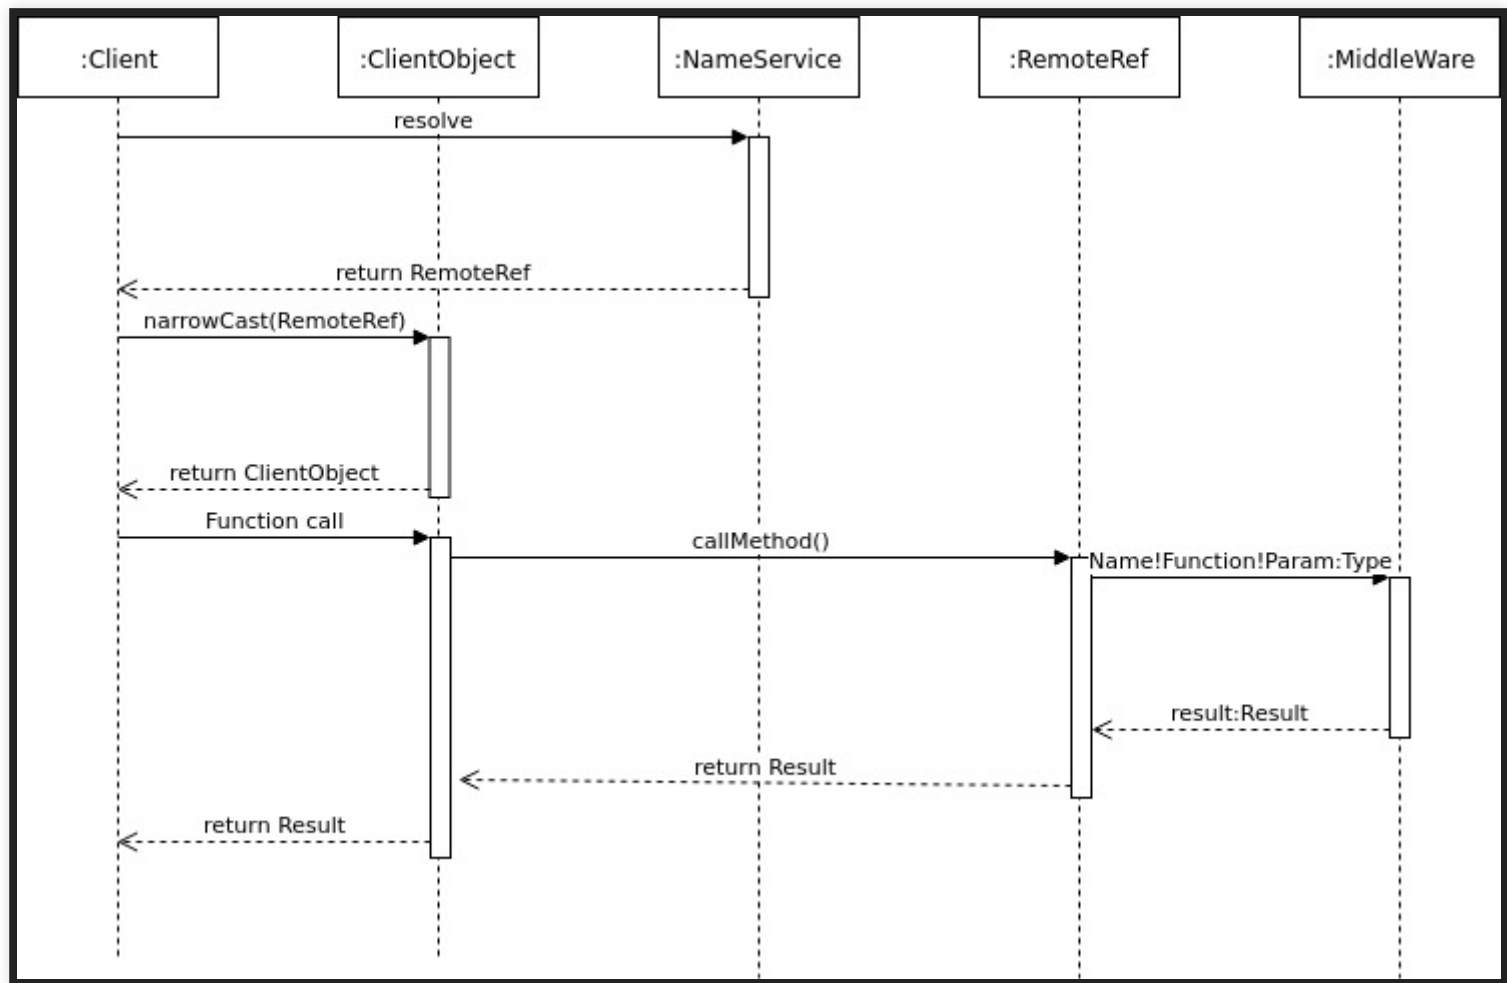 :Client
:ClientObject
:NameService
:RemoteRef
:MiddleWare
resolve
return RemoteRef
narrowCast(RemoteRef)
return ClientObject
Function call
callMethod()
Name!Function!Param:Type
result:Result
return Result
return Result